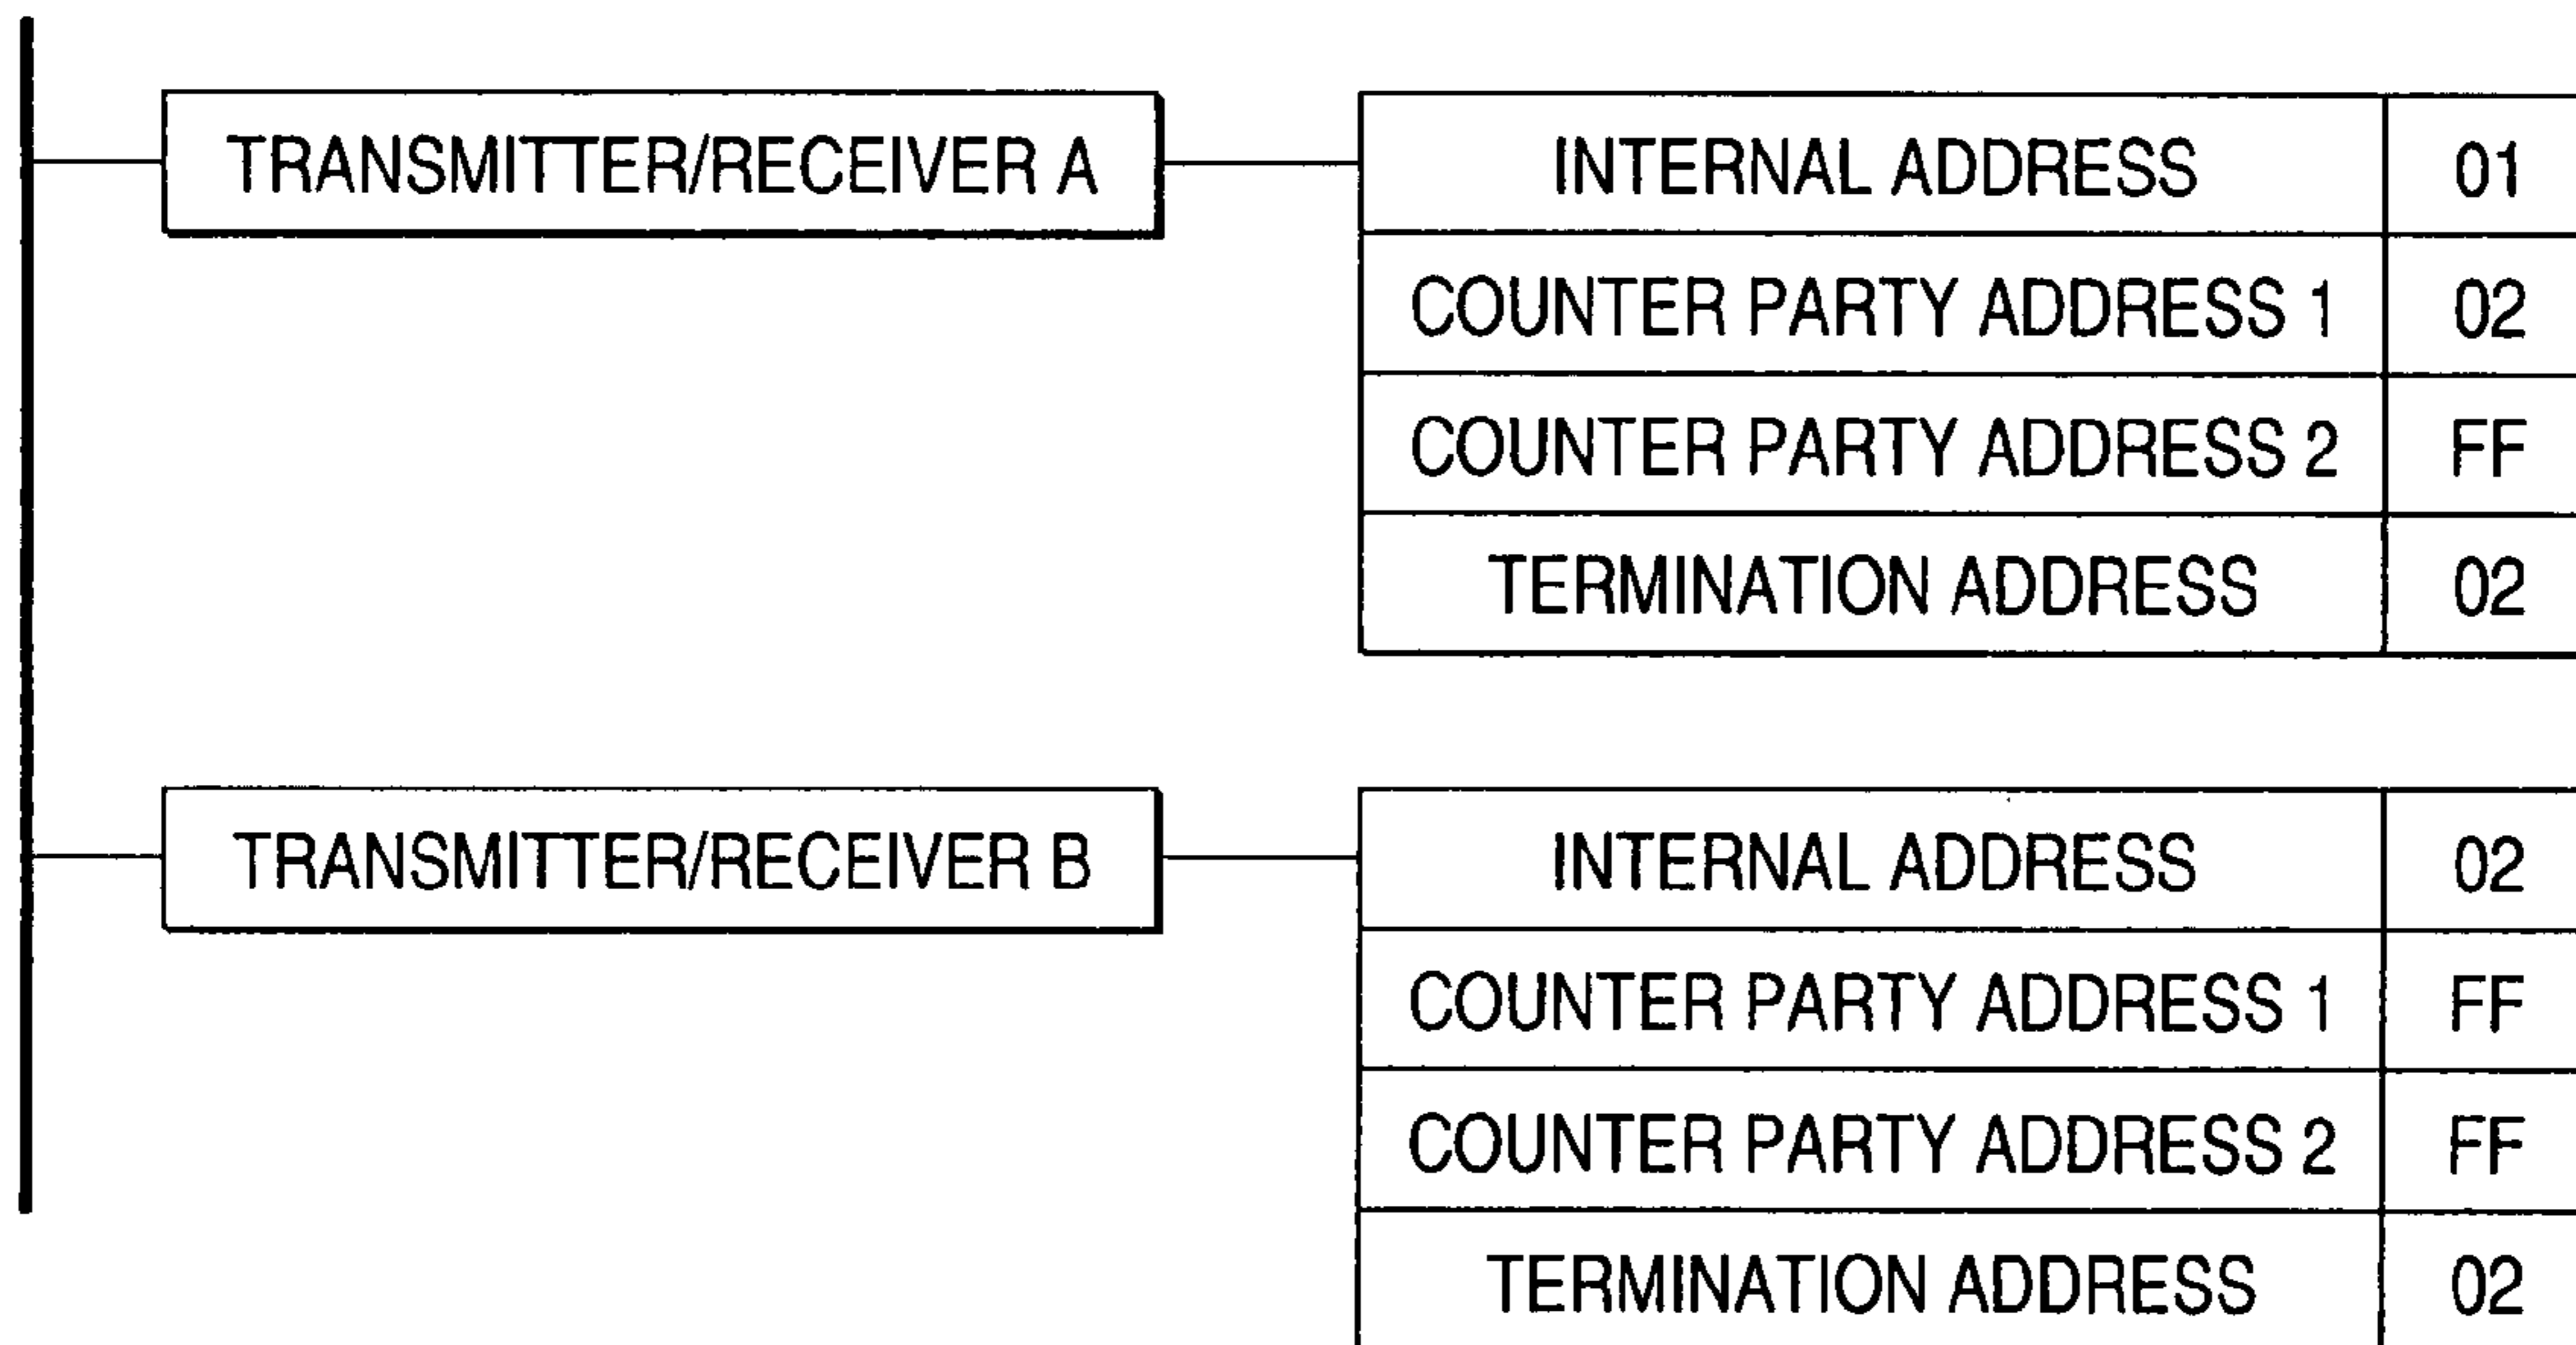 TRANSMITTER/RECEIVER A
INTERNAL ADDRESS 01
COUNTER PARTY ADDRESS 1 02
COUNTER PARTY ADDRESS 2 FF
TERMINATION ADDRESS 02
TRANSMITTER/RECEIVER B
INTERNAL ADDRESS 02
COUNTER PARTY ADDRESS 1 FF
COUNTER PARTY ADDRESS 2 FF
TERMINATION ADDRESS 02